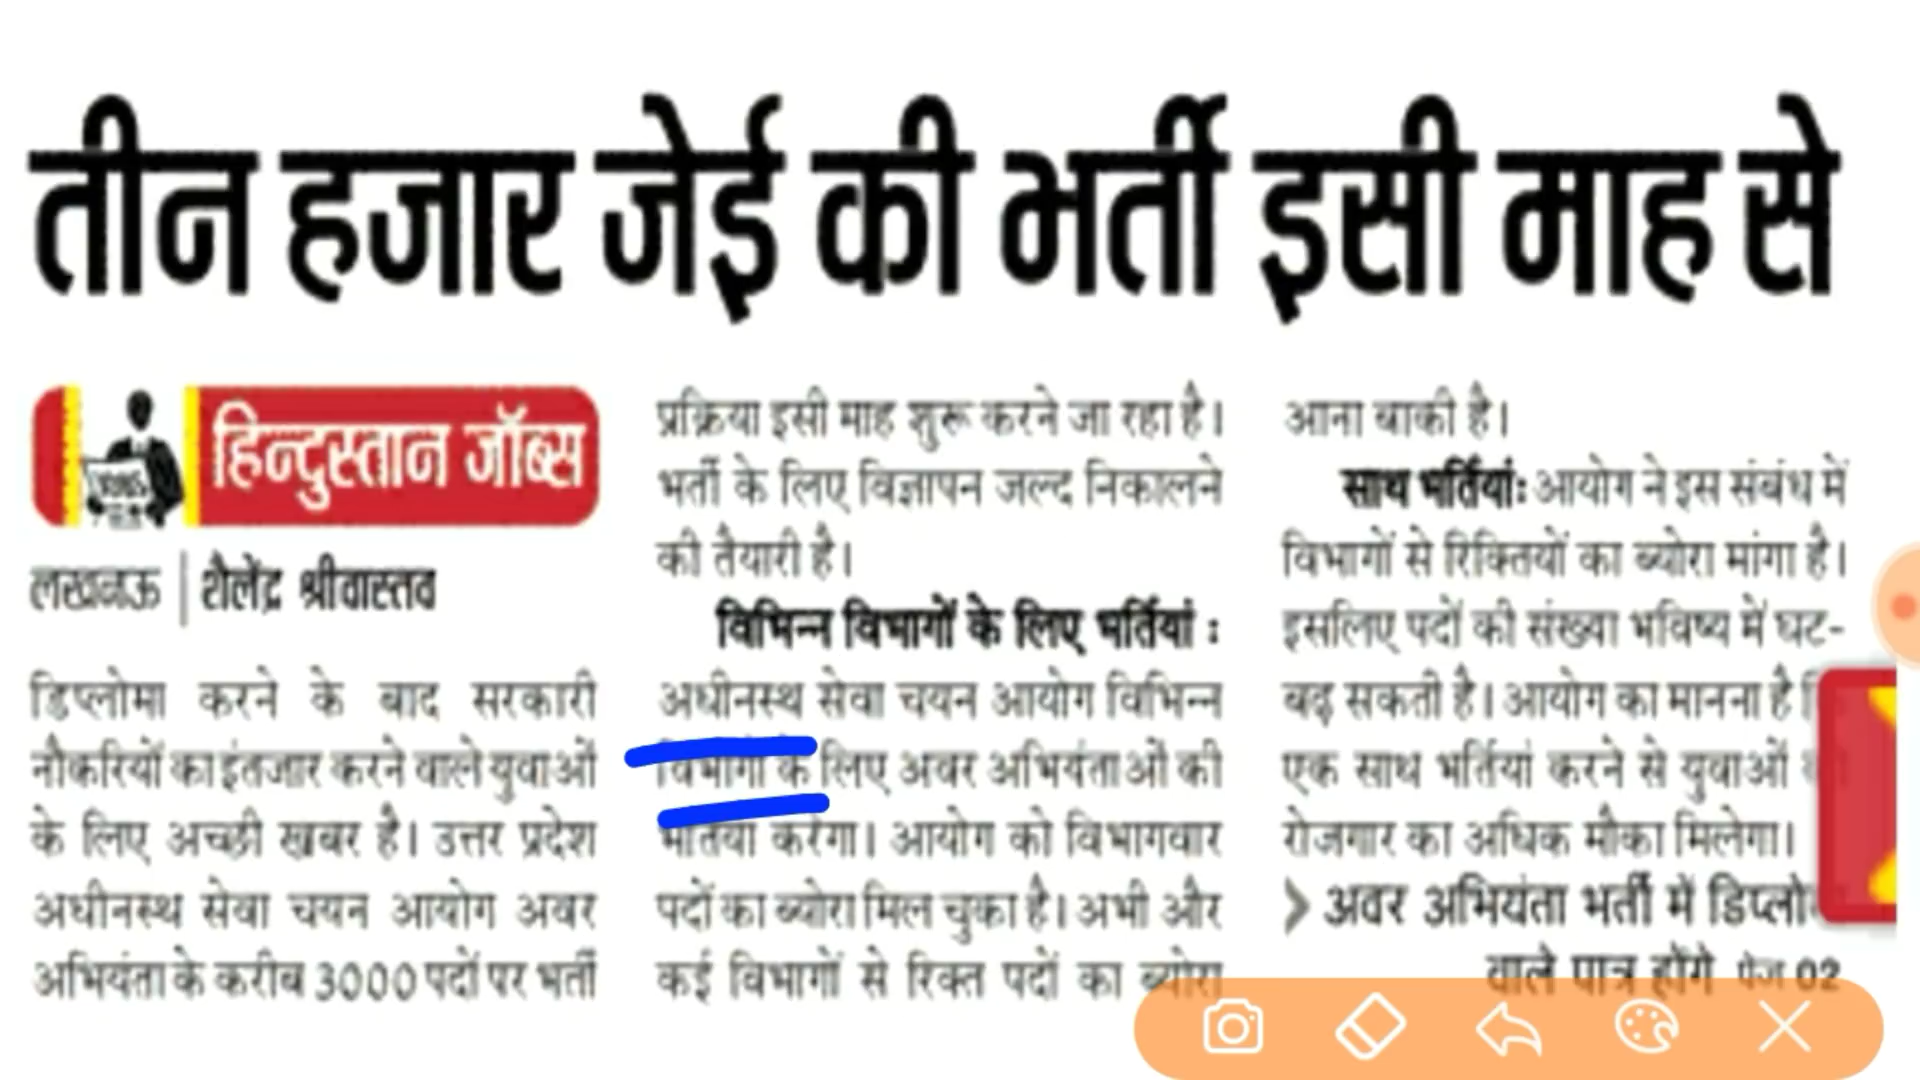 तीन हजार जेई की भर्ती इसी माह से
हिन्दुस्तान जॉब्स
लखनऊ | शैलेंद्र श्रीवास्तव
डिप्लोमा करने के बाद सरकारी
नौकरियों का इंतजार करने वाले युवाओं
के लिए अच्छी खबर है। उत्तर प्रदेश
अधीनस्थ सेवा चयन आयोग अवर
अभियंता के करीब 3000 पदों पर भर्ती
प्रक्रिया इसी माह शुरू करने जा रहा है।
भर्ती के लिए विज्ञापन जल्द निकालने
की तैयारी है।
विभिन्न विभागों के लिए भर्तियां :
अधीनस्थ सेवा चयन आयोग विभिन्न
विभागों के लिए अवर अभियंताओं की
भर्तियां करेगा। आयोग को विभागवार
पदों का ब्योरा मिल चुका है। अभी और
कई विभागों से रिक्त पदों का ब्योरा
आना बाकी है।
साथ भर्तियां: आयोग ने इस संबंध में
विभागों से रिक्तियों का ब्योरा मांगा है।
इसलिए पदों की संख्या भविष्य में घट-
बढ़ सकती है। आयोग का मानना है
एक साथ भर्तियां करने से युवाओं
रोजगार का अधिक मौका मिलेगा।
अवर अभियंता भर्ती में डिप्लो
वाले पात्र होंगे पेज 02